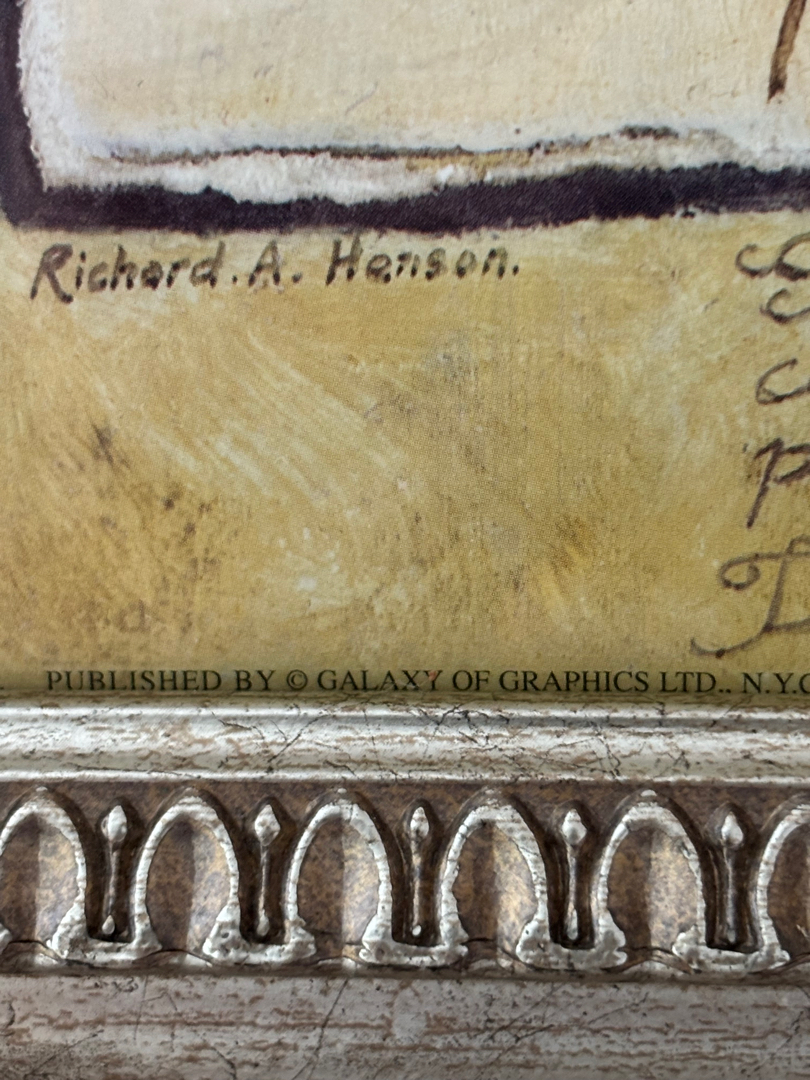 Richard. A. Henson.
PUBLISHED BY © GALAXY OF GRAPHICS LTD.. N.Y.C